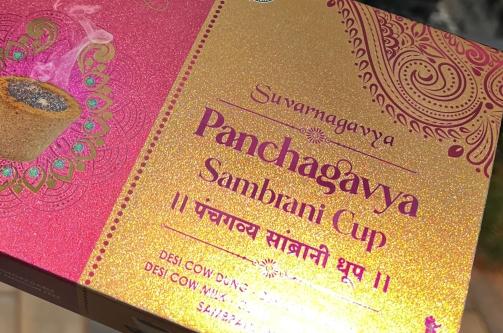 Suvarnagavya
Panchagavya
Sambrani Cup
|| पंचगव्य सांब्रानी धूप ||
DESI COW DUNG
DESI COW MILK